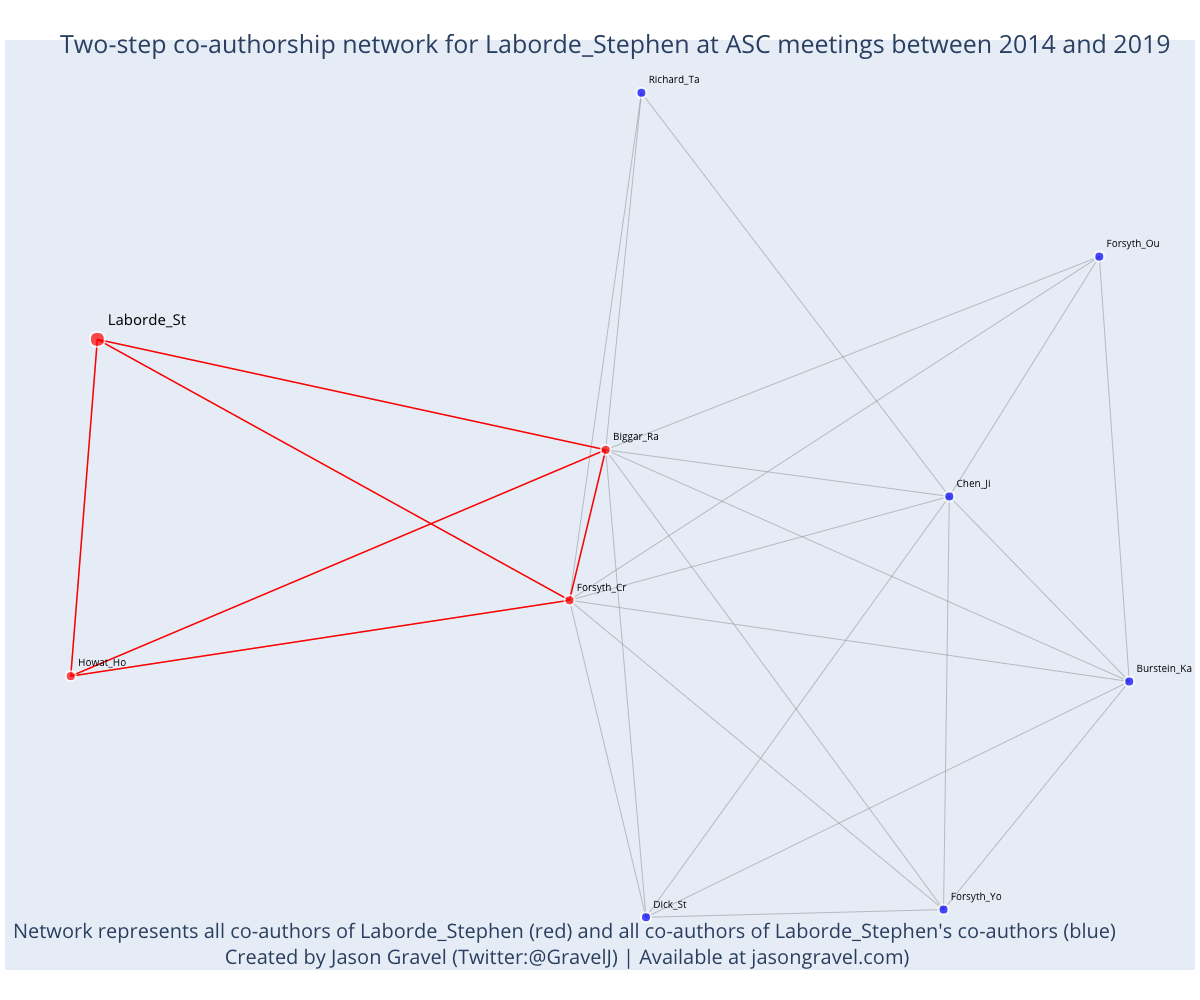 Two-step co-authorship network for Laborde_Stephen at ASC meetings between 2014 and 2019
Richard_Ta
Forsyth_Ou
Laborde_St
Biggar_Ra
Chen_Ji
Forsyth_Cr
Howat_Ho
Burstein_Ka
Forsyth_Yo
Dick_St
Network represents all co-authors of Laborde_Stephen (red) and all co-authors of Laborde_Stephen's co-authors (blue)
Created by Jason Gravel (Twitter:@GravelJ) | Available at jasongravel.com)